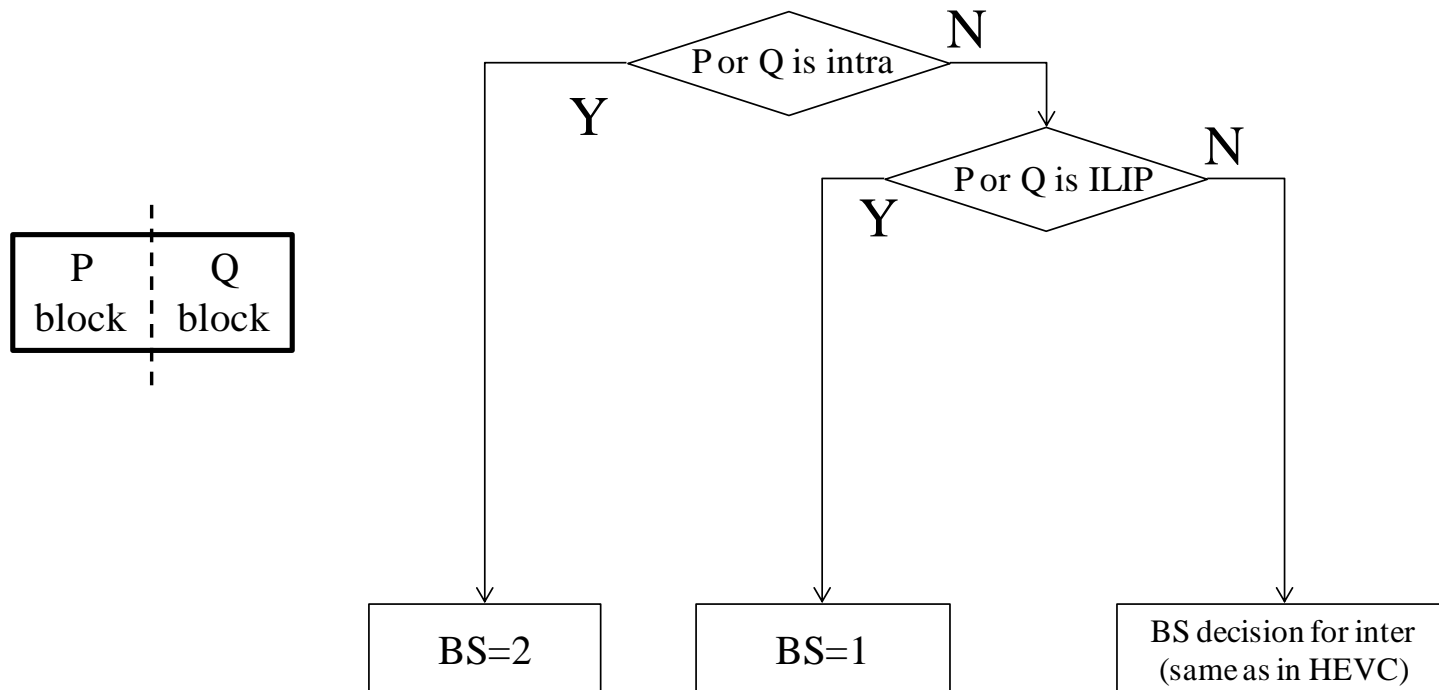 N
P or Q is intra
Y
N
P or Q is ILIP
Y
P
block
Q
block
BS=2
BS=1
BS decision for inter
(same as in HEVC)